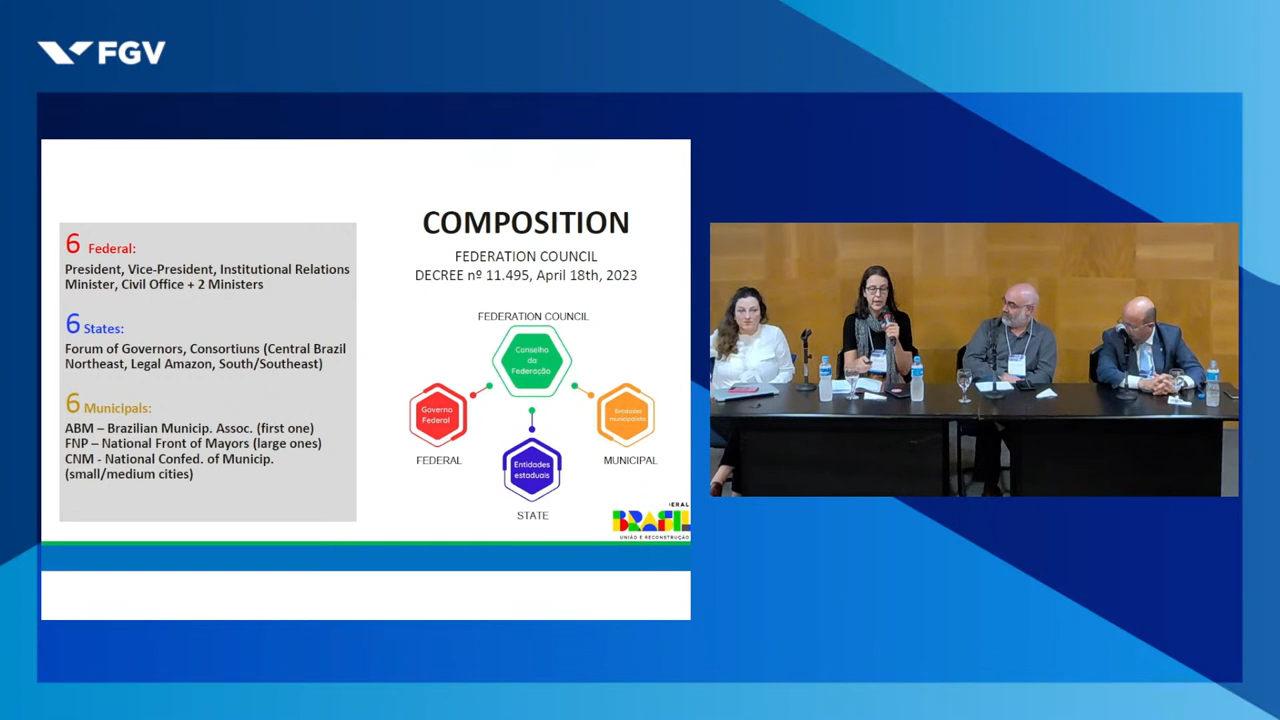 FGV
COMPOSITION
FEDERATION COUNCIL
DECREE nº 11.495, April 18th, 2023
6 Federal:
President, Vice-President, Institutional Relations
Minister, Civil Office + 2 Ministers
6 States:
Forum of Governors, Consortiuns (Central Brazil
Northeast, Legal Amazon, South/Southeast)
6 Municipals:
ABM – Brazilian Municip. Assoc. (first one)
FNP – National Front of Mayors (large ones)
CNM - National Confed. of Municip.
(small/medium cities)
FEDERATION COUNCIL
Conselho
da
Federação
Governo
Federal
Entidades
municipalista
FEDERAL
Entidades
estaduais
MUNICIPAL
STATE
ERAL
BRASIL
UNIÃO E RECONSTRUÇÃO